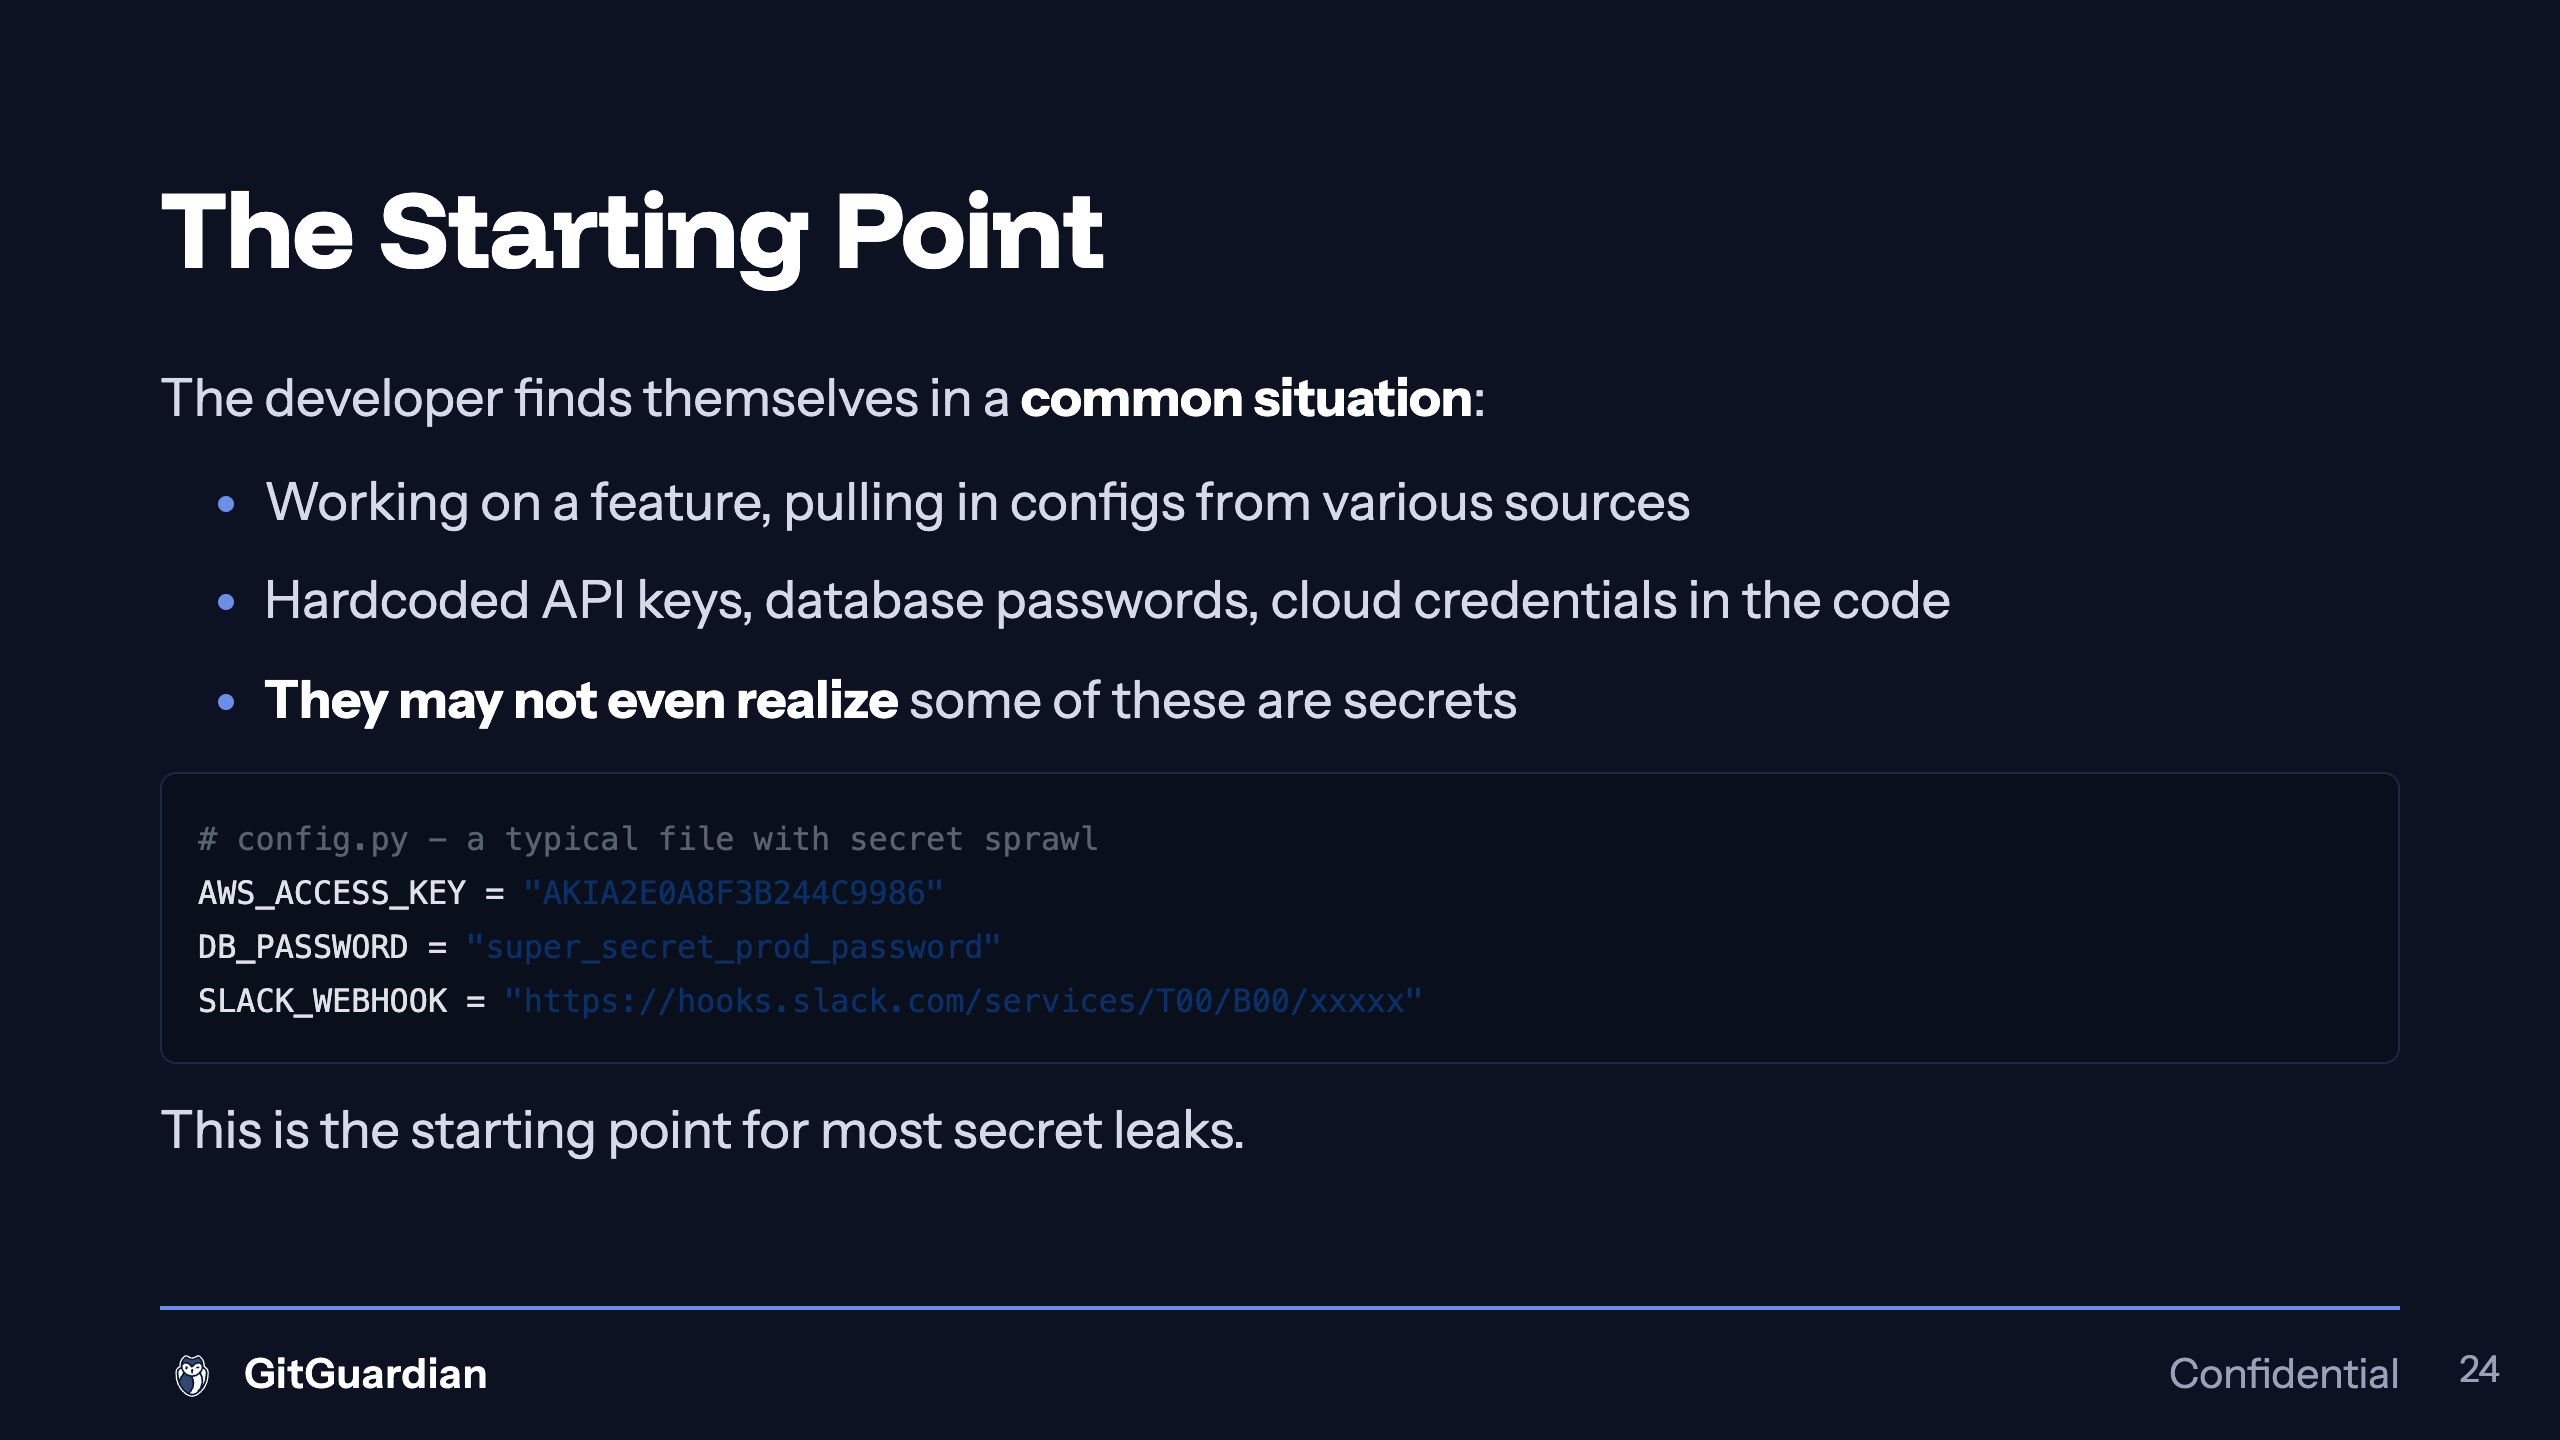 The Starting Point
The developer finds themselves in a common situation:
• Working on a feature, pulling in configs from various sources
• Hardcoded API keys, database passwords, cloud credentials in the code
• They may not even realize some of these are secrets
# config.py – a typical file with secret sprawl
AWS_ACCESS_KEY = "AKIA2E0A8F3B244C9986"
DB_PASSWORD = "super_secret_prod_password"
SLACK_WEBHOOK = "https://hooks.slack.com/services/T00/B00/xxxxx"
This is the starting point for most secret leaks.
GitGuardian
Confidential 24